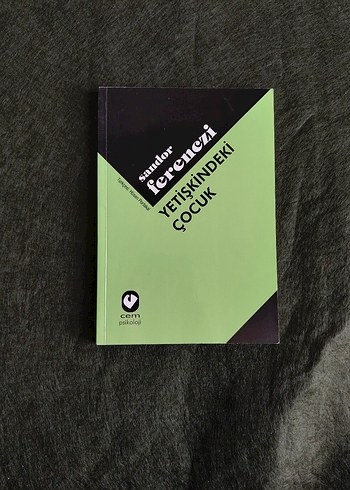 sandor
ferenczi
YETİŞKİNDEKİ
ÇOCUK
cem
psikoloji